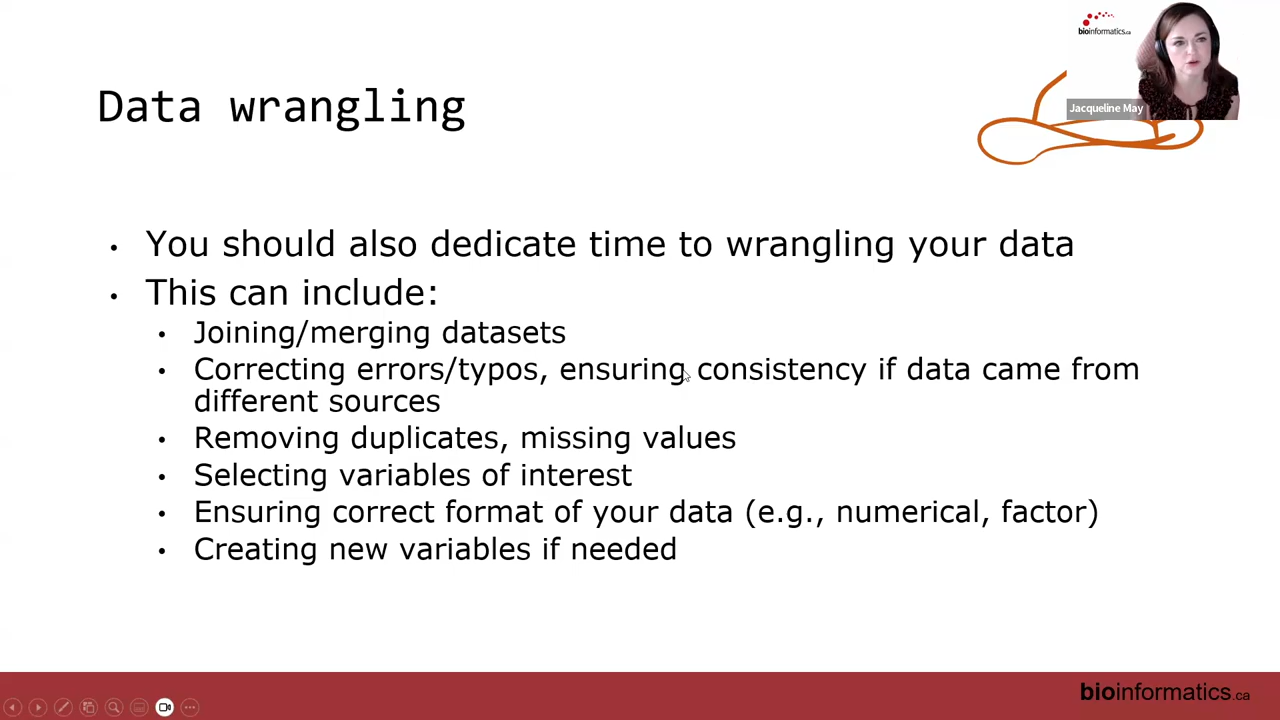 bioinformatics.ca
Jacqueline May
Data wrangling
• You should also dedicate time to wrangling your data
• This can include:
• Joining/merging datasets
• Correcting errors/typos, ensuring consistency if data came from
different sources
• Removing duplicates, missing values
• Selecting variables of interest
• Ensuring correct format of your data (e.g., numerical, factor)
• Creating new variables if needed
bioinformatics.ca